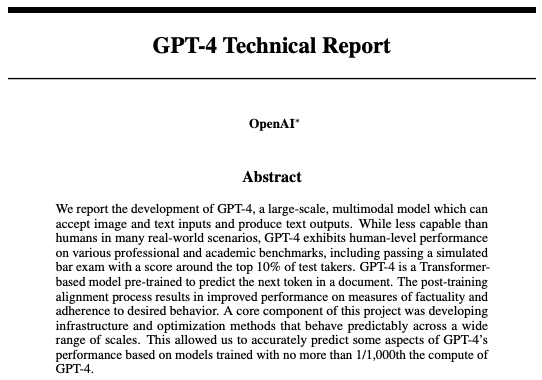 GPT-4 Technical Report
OpenAI*
Abstract
We report the development of GPT-4, a large-scale, multimodal model which can
accept image and text inputs and produce text outputs. While less capable than
humans in many real-world scenarios, GPT-4 exhibits human-level performance
on various professional and academic benchmarks, including passing a simulated
bar exam with a score around the top 10% of test takers. GPT-4 is a Transformer-
based model pre-trained to predict the next token in a document. The post-training
alignment process results in improved performance on measures of factuality and
adherence to desired behavior. A core component of this project was developing
infrastructure and optimization methods that behave predictably across a wide
range of scales. This allowed us to accurately predict some aspects of GPT-4's
performance based on models trained with no more than 1/1,000th the compute of
GPT-4.